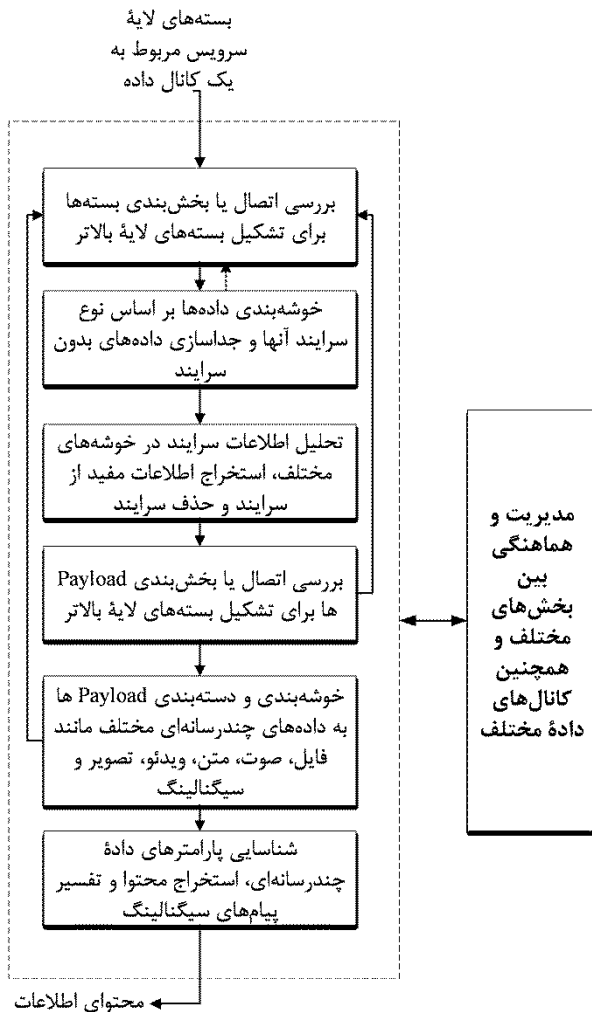 بسته‌های لایۀ
سرویس مربوط به
یک کانال داده
بررسی اتصال یا بخش‌بندی بسته‌ها
برای تشکیل بسته‌های لایۀ بالاتر
خوشه‌بندی داده‌ها بر اساس نوع
سرایند آنها و جداسازی داده‌های بدون
سرایند
تحلیل اطلاعات سرایند در خوشه‌های
مختلف، استخراج اطلاعات مفید از
سرایند و حذف سرایند
بررسی اتصال یا بخش‌بندی Payload
ها برای تشکیل بسته‌های لایۀ بالاتر
خوشه‌بندی و دسته‌بندی Payload ها
به داده‌های چندرسانه‌ای مختلف مانند
فایل، صوت، متن، ویدئو، تصویر و
سیگنالینگ
شناسایی پارامترهای دادۀ
چندرسانه‌ای، استخراج محتوا و تفسیر
پیام‌های سیگنالینگ
محتوای اطلاعات
مدیریت و
هماهنگی
بین
بخش‌های
مختلف و
همچنین
کانال‌های
دادۀ مختلف